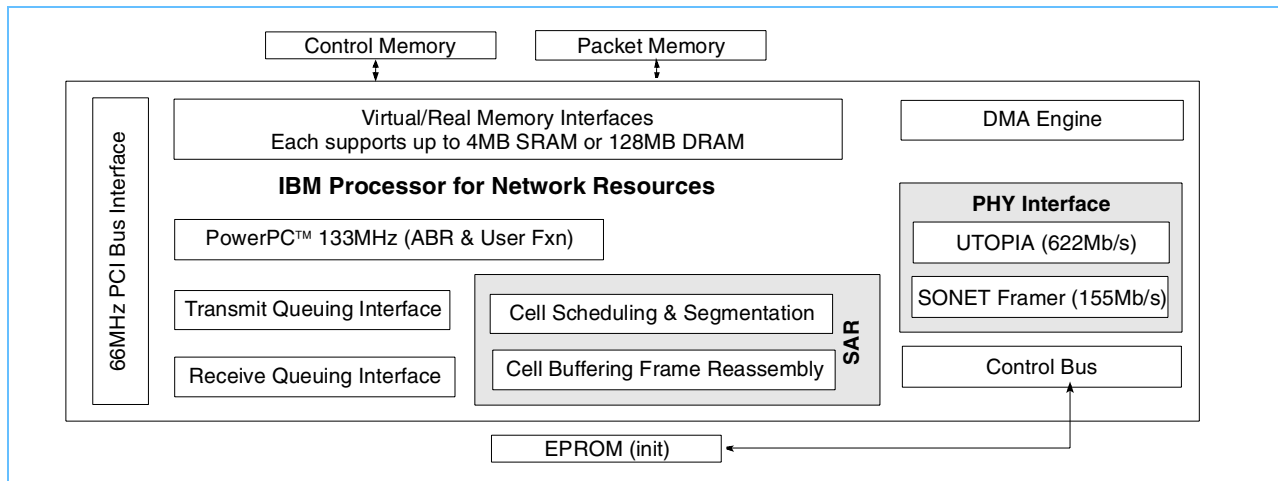 Control Memory
Packet Memory
66MHz PCI Bus Interface
Virtual/Real Memory Interfaces
Each supports up to 4MB SRAM or 128MB DRAM
DMA Engine
IBM Processor for Network Resources
PHY Interface
UTOPIA (622Mb/s)
SONET Framer (155Mb/s)
PowerPC™ 133MHz (ABR & User Fxn)
Transmit Queuing Interface
Receive Queuing Interface
Cell Scheduling & Segmentation
Cell Buffering Frame Reassembly
SAR
Control Bus
EPROM (init)